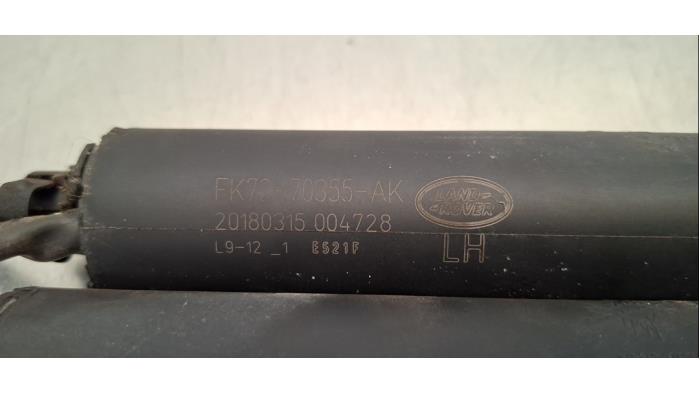 FK72-70355-AK
LAND-
ROVER
20180315 004728
LH
L9-12 _1 E521F